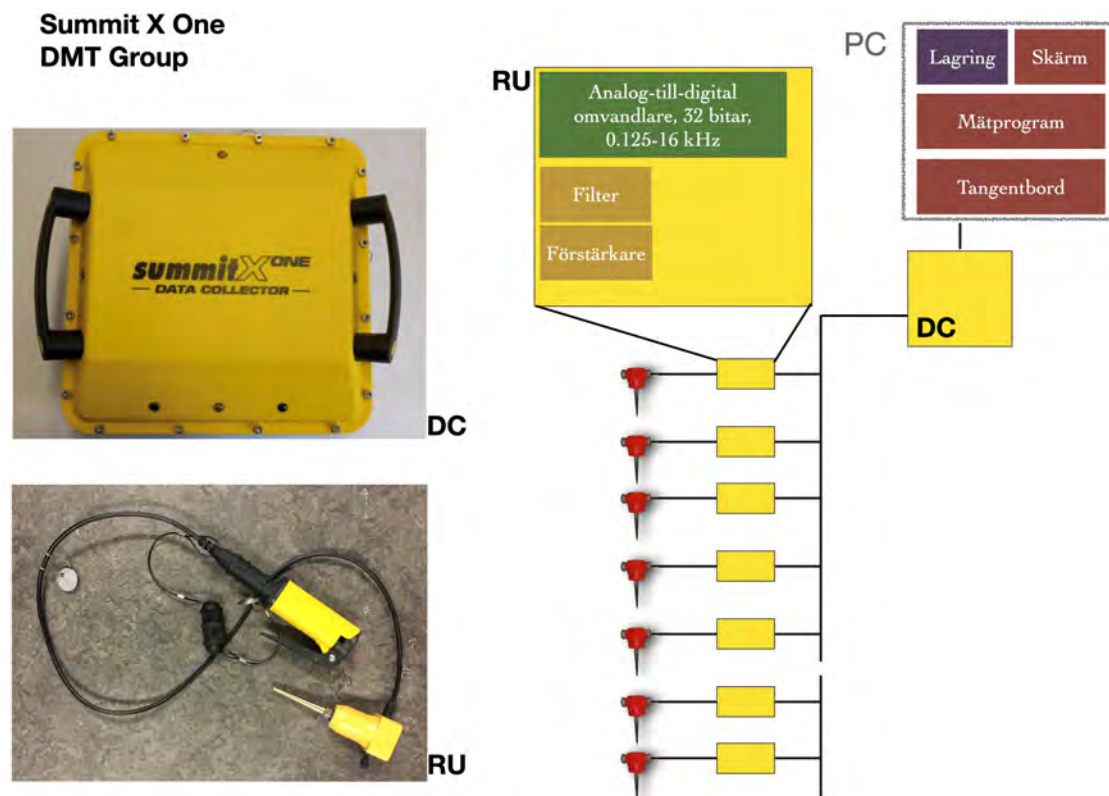 Summit X One
DMT Group
summitX ONE
DATA COLLECTOR
DC
RU
RU
Analog-till-digital
omvandlare, 32 bitar,
0.125-16 kHz
Filter
Förstärkare
PC
Lagring
Skärm
Mätprogram
Tangentbord
DC